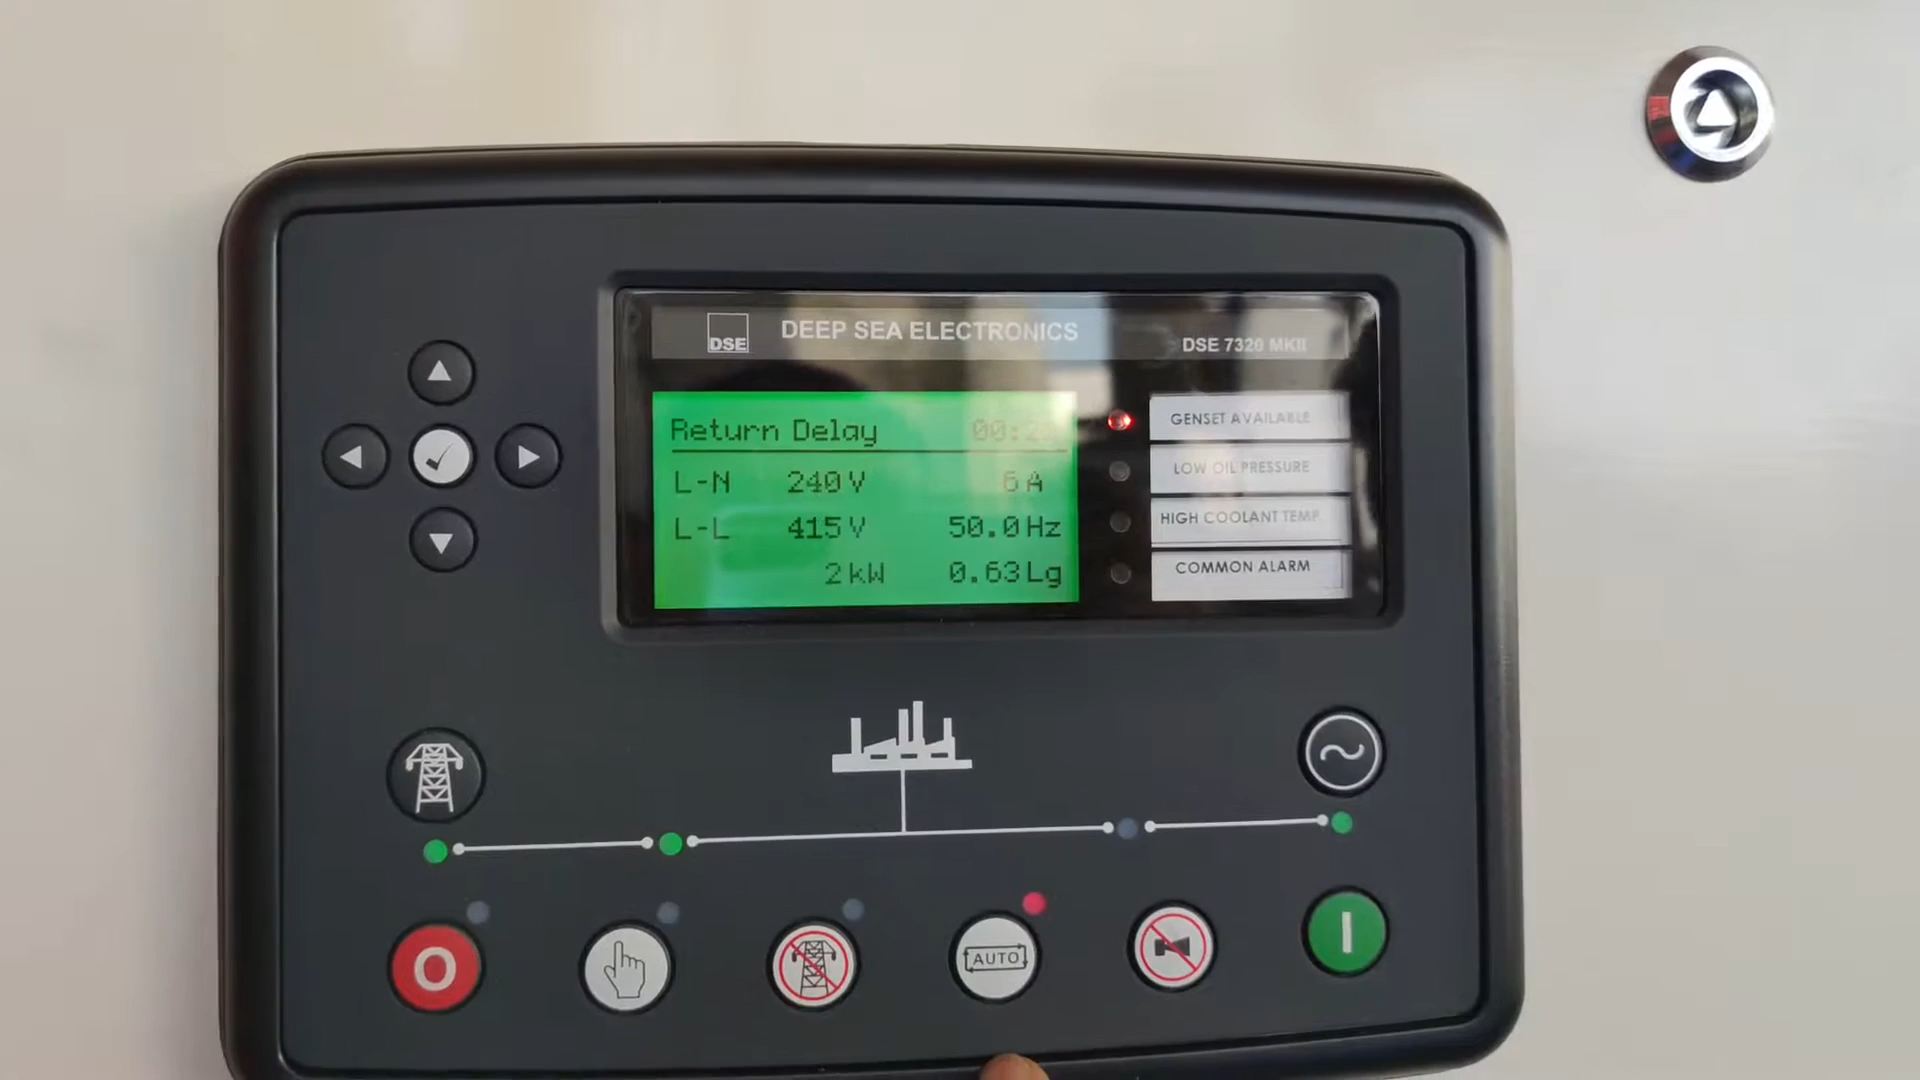 DSE
DEEP SEA ELECTRONICS
DSE 7320 MKII
Return Delay
L-N 240 V 6 A
L-L 415 V 50.0 Hz
2 kW 0.63 Lg
GENSET AVAILABLE
LOW OIL PRESSURE
HIGH COOLANT TEMP.
COMMON ALARM
O
AUTO
I